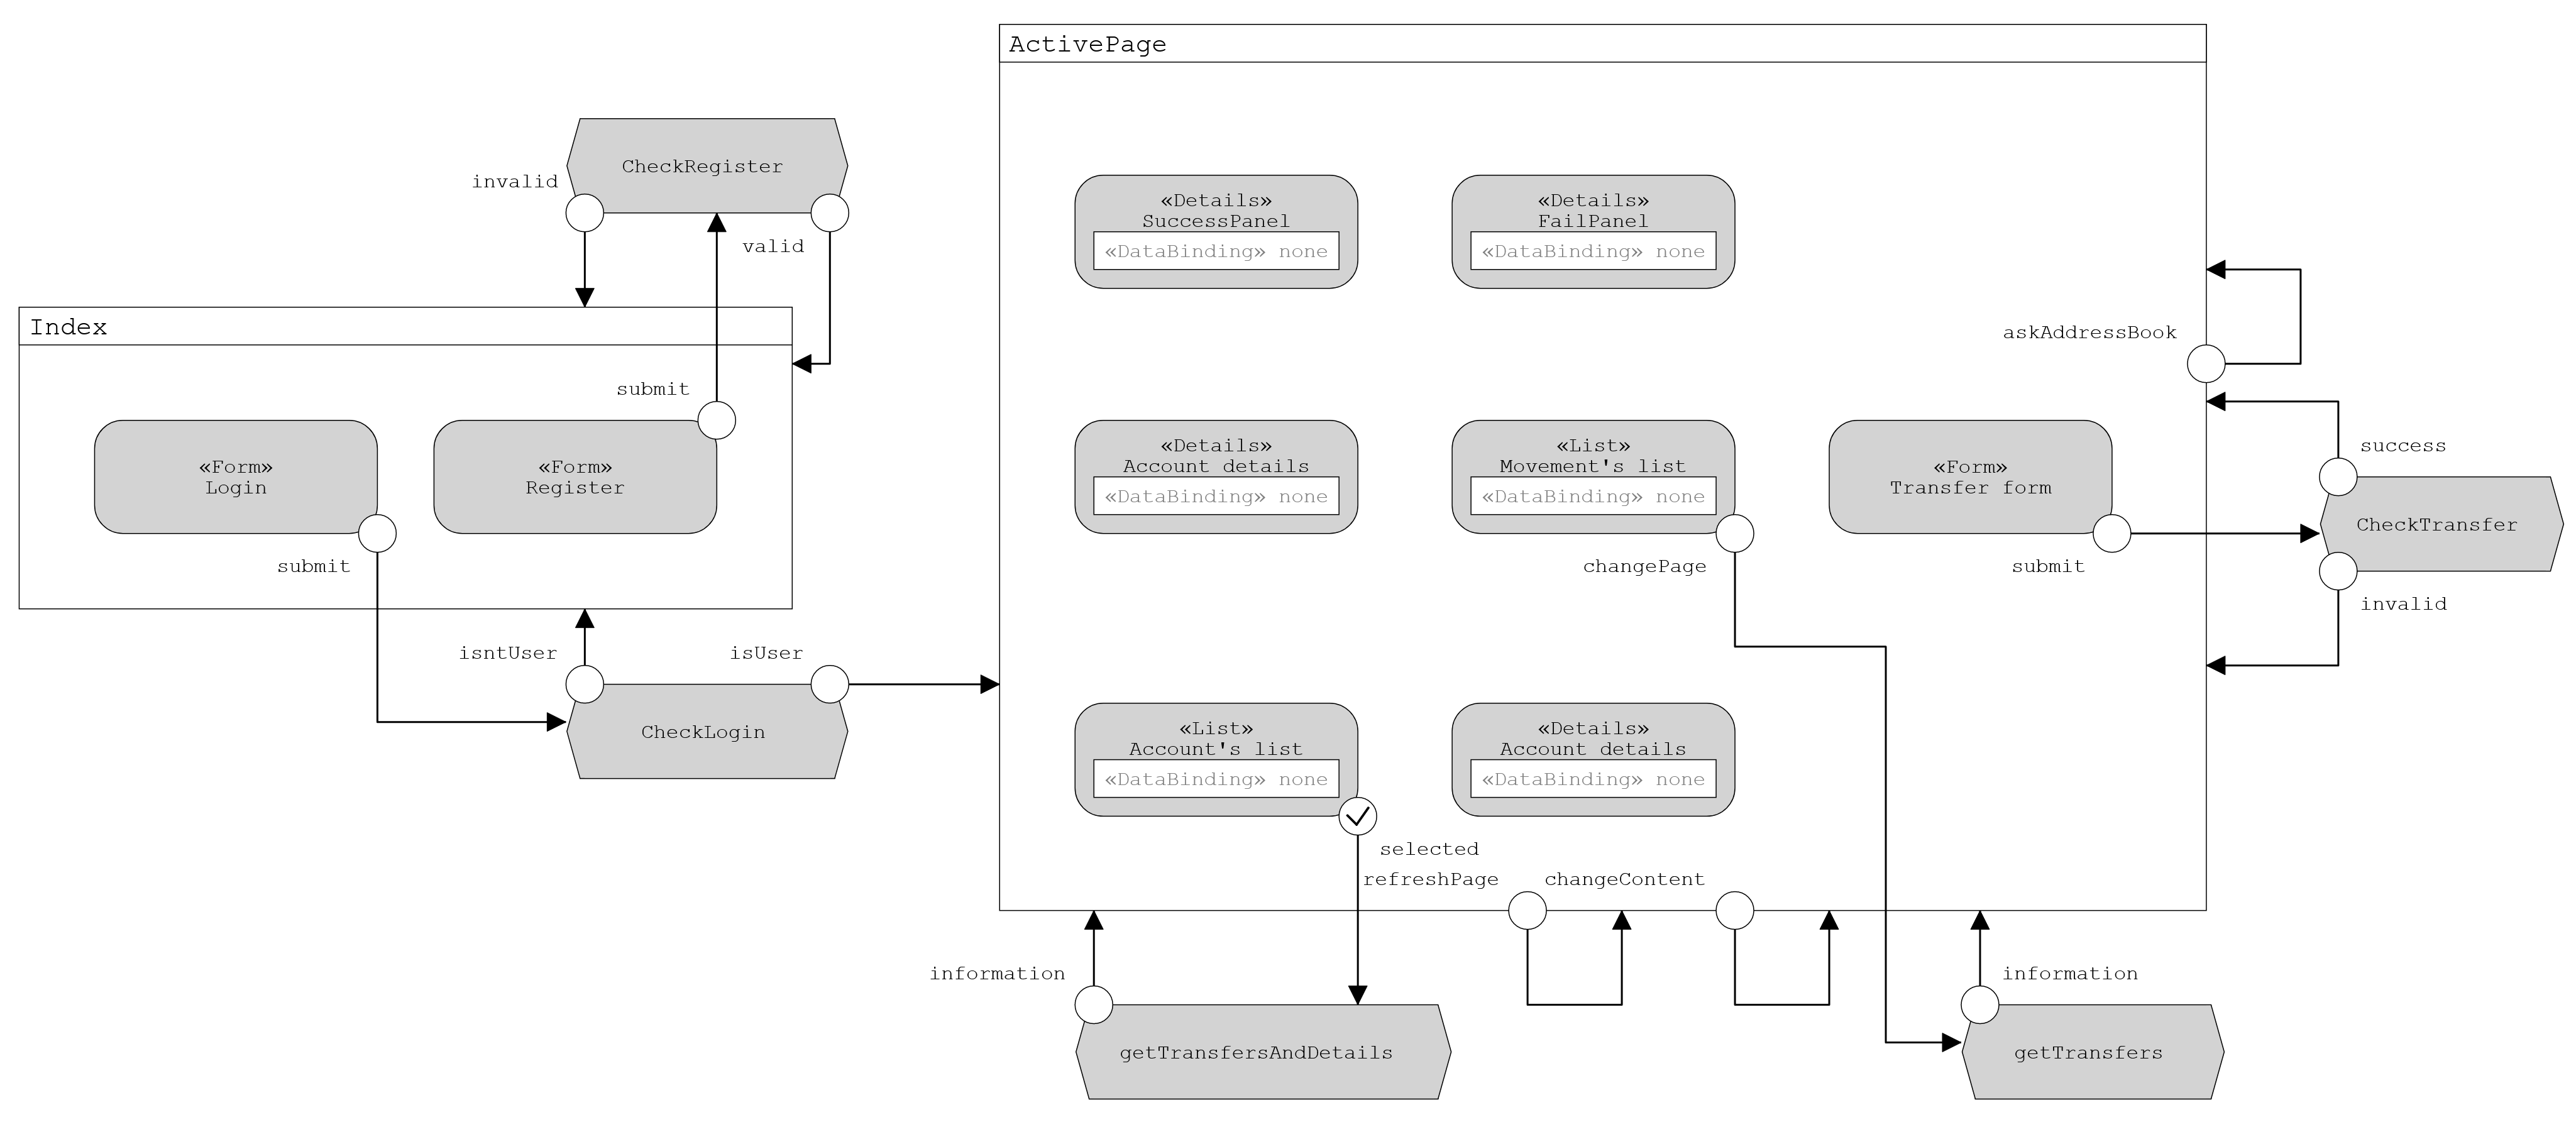 ActivePage
CheckRegister
invalid
valid
«Details»
SuccessPanel
«DataBinding» none
«Details»
FailPanel
«DataBinding» none
Index
submit
«Form»
Login
submit
«Form»
Register
askAddressBook
«Details»
Account details
«DataBinding» none
«List»
Movement's list
«DataBinding» none
changePage
«Form»
Transfer form
submit
success
CheckTransfer
invalid
isntUser
isUser
CheckLogin
«List»
Account's list
«DataBinding» none
«Details»
Account details
«DataBinding» none
selected
refreshPage
changeContent
information
getTransfersAndDetails
information
getTransfers